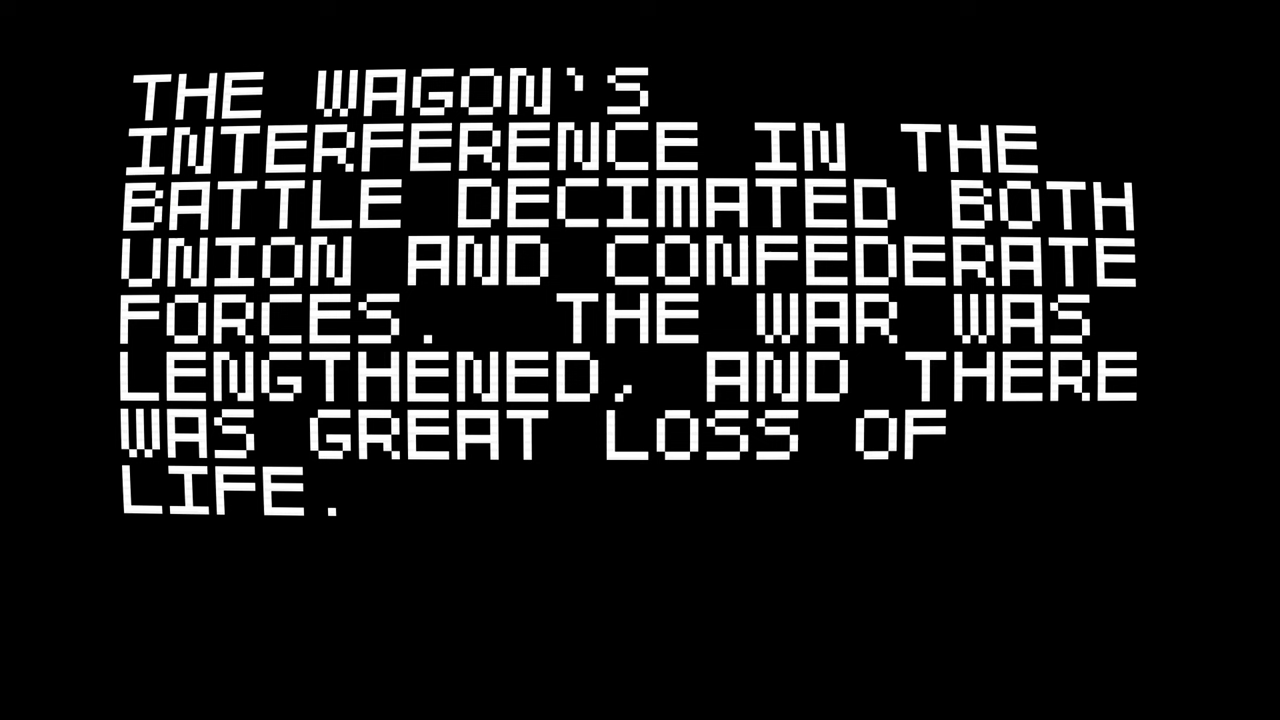 THE WAGON'S
INTERFERENCE IN THE
BATTLE DECIMATED BOTH
UNION AND CONFEDERATE
FORCES.  THE WAR WAS
LENGTHENED, AND THERE
WAS GREAT LOSS OF
LIFE.